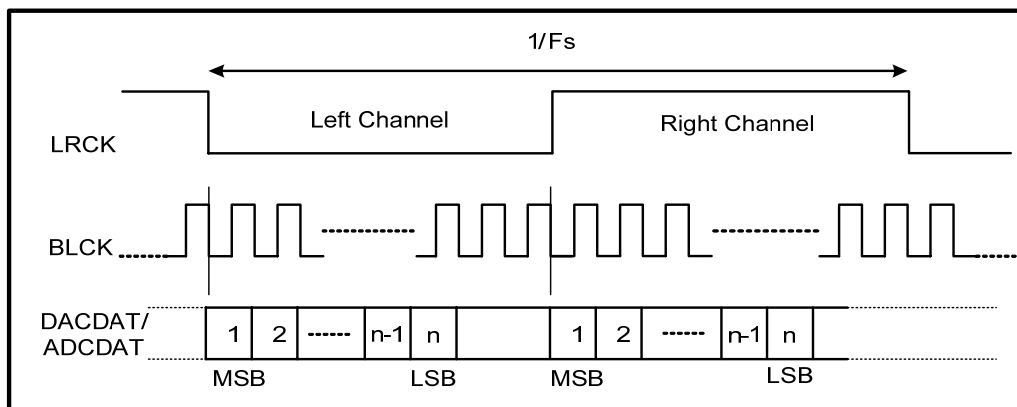 1/Fs
Left Channel
Right Channel
LRCK
BLCK
DACDAT/
ADCDAT
1 2 n-1 n 1 2 n-1 n
MSB LSB MSB LSB